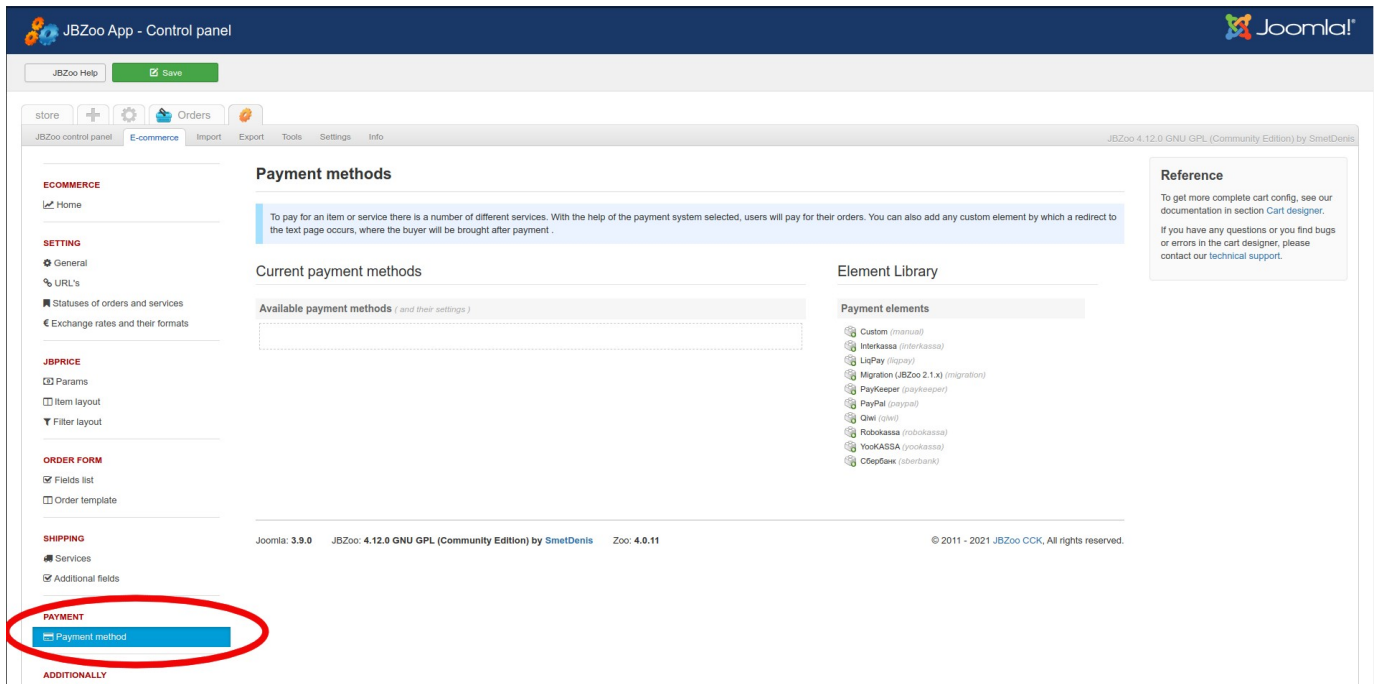 JBZoo App - Control panel
Joomla!®
JBZoo Help
Save
store
Orders
JBZoo control panel E-commerce Import Export Tools Settings Info
JBZoo 4.12.0 GNU GPL (Community Edition) by SmetDenis
ECOMMERCE
Home
SETTING
General
URL's
Statuses of orders and services
€ Exchange rates and their formats
JBPRICE
Params
Item layout
Filter layout
ORDER FORM
Fields list
Order template
SHIPPING
Services
Additional fields
PAYMENT
Payment method
ADDITIONALLY
Payment methods
To pay for an item or service there is a number of different services. With the help of the payment system selected, users will pay for their orders. You can also add any custom element by which a redirect to
the text page occurs, where the buyer will be brought after payment .
Current payment methods
Available payment methods ( and their settings )
Element Library
Payment elements
Custom (manual)
Interkassa (interkassa)
LiqPay (liqpay)
Migration (JBZoo 2.1.x) (migration)
PayKeeper (paykeeper)
PayPal (paypal)
Qiwi (qiwi)
Robokassa (robokassa)
YooKASSA (yookassa)
Сбербанк (sberbank)
Reference
To get more complete cart config, see our
documentation in section Cart designer.
If you have any questions or you find bugs
or errors in the cart designer, please
contact our technical support.
Joomla: 3.9.0 JBZoo: 4.12.0 GNU GPL (Community Edition) by SmetDenis Zoo: 4.0.11
© 2011 - 2021 JBZoo CCK, All rights reserved.